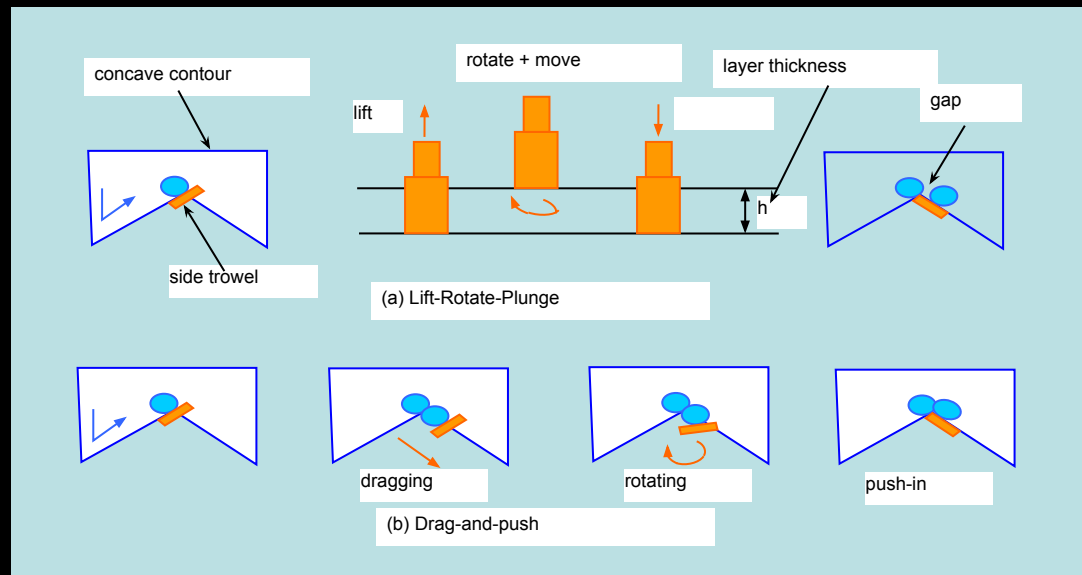 concave contour
rotate + move
layer thickness
lift
gap
h
side trowel
(a) Lift-Rotate-Plunge
dragging
rotating
push-in
(b) Drag-and-push